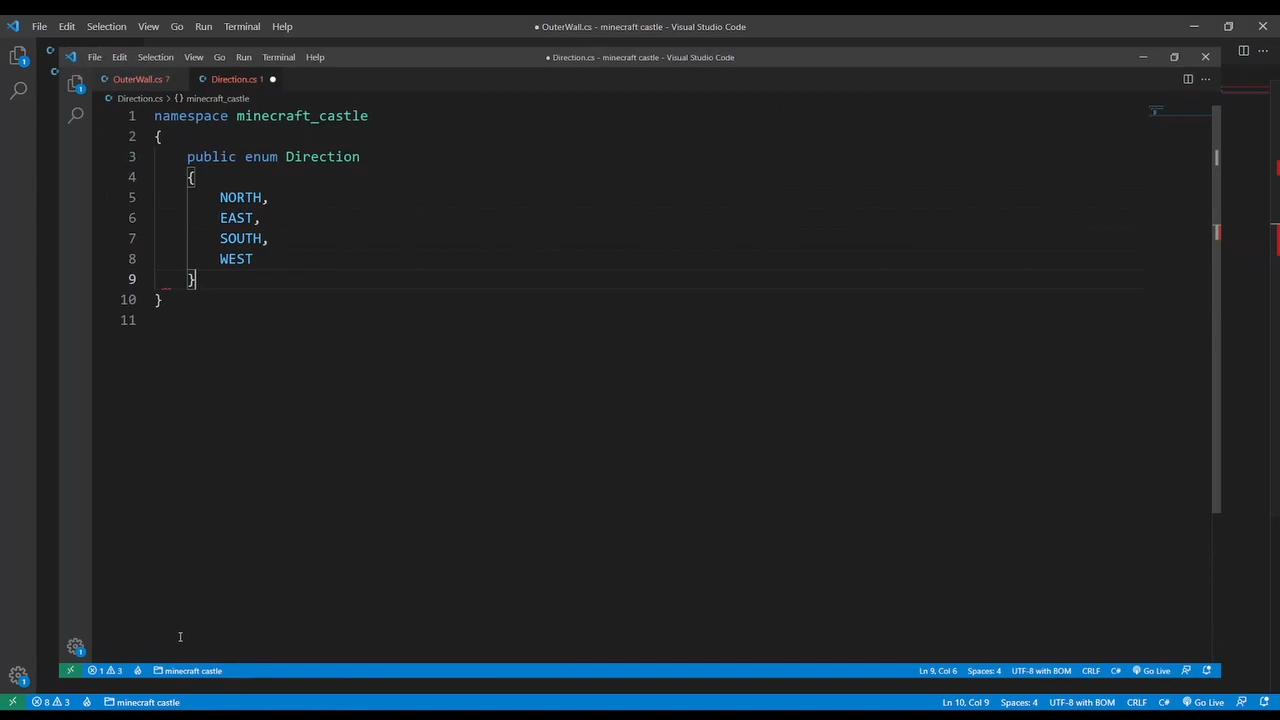 File Edit Selection View Go Run Terminal Help
● OuterWall.cs - minecraft castle - Visual Studio Code
File Edit Selection View Go Run Terminal Help
● Direction.cs - minecraft castle - Visual Studio Code
OuterWall.cs 7 Direction.cs 1 ●
Direction.cs > {} minecraft_castle
1 namespace minecraft_castle
2 {
3 public enum Direction
4 {
5 NORTH,
6 EAST,
7 SOUTH,
8 WEST
9 }
10 }
11
1 3 minecraft castle Ln 9, Col 6 Spaces: 4 UTF-8 with BOM CRLF C# Go Live
8 3 minecraft castle Ln 10, Col 9 Spaces: 4 UTF-8 with BOM CRLF C# Go Live